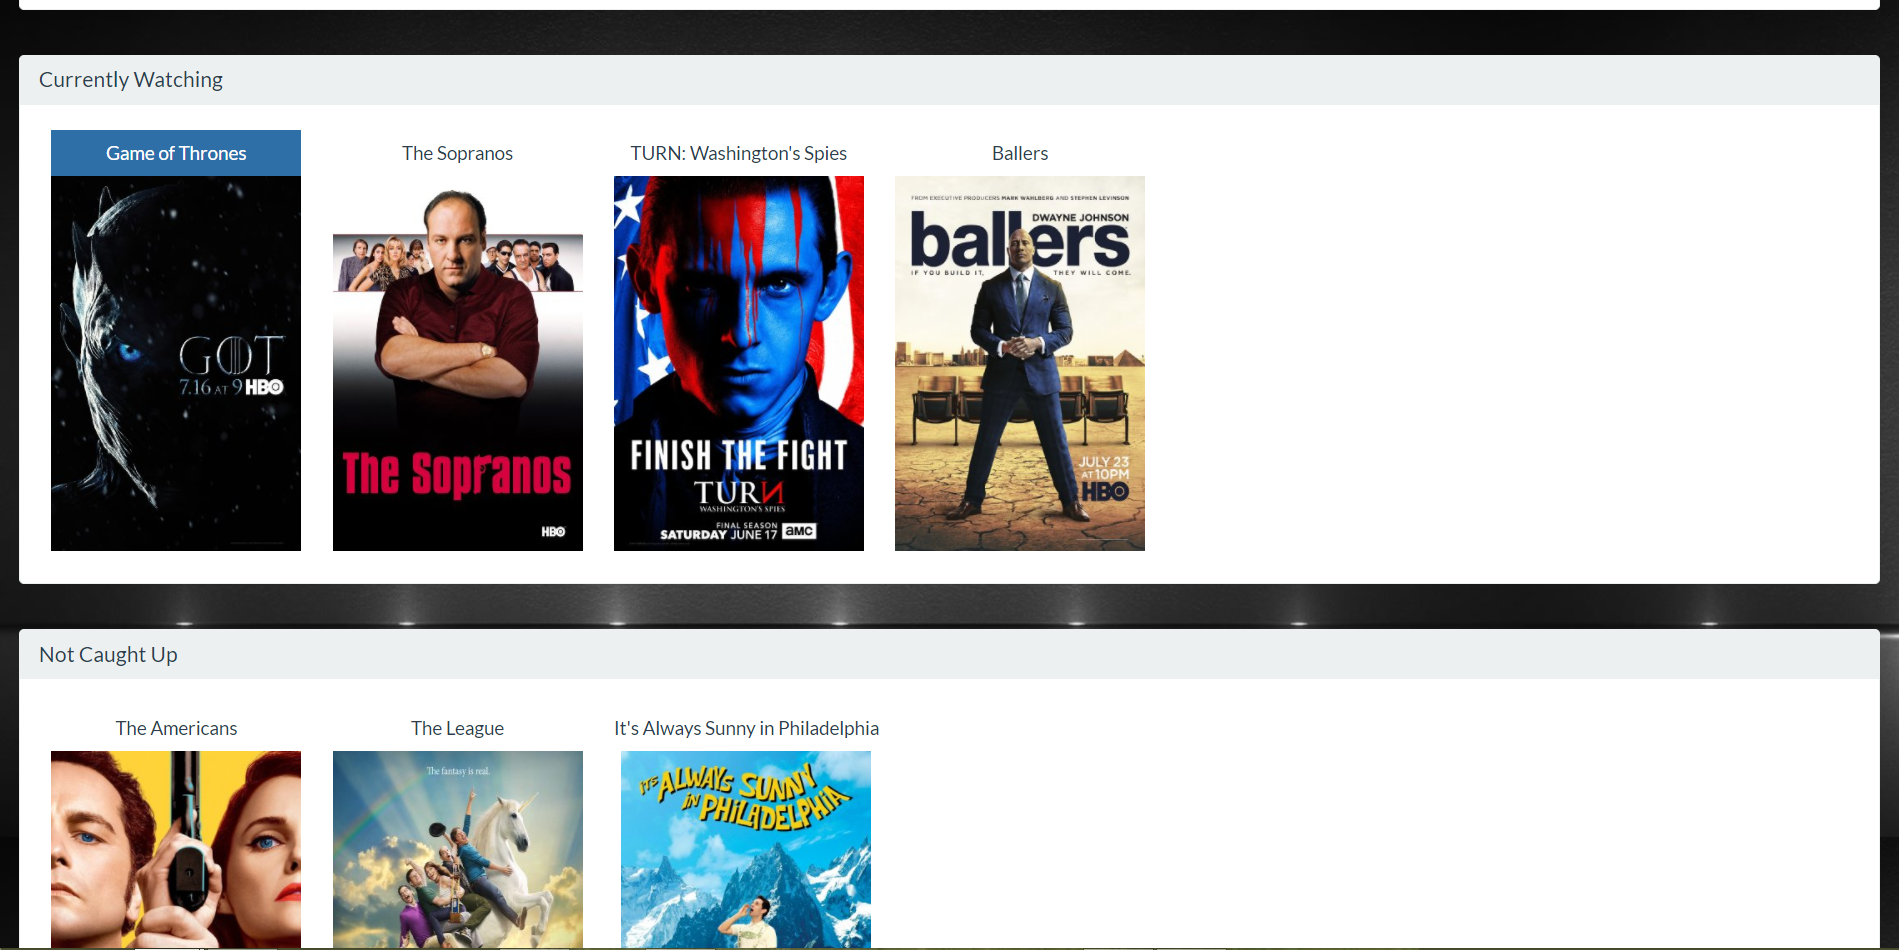 Currently Watching
Game of Thrones
The Sopranos
TURN: Washington's Spies
Ballers
GOT
7.16 AT 9 HBO
The Sopranos
HBO
FINISH THE FIGHT
TURN
WASHINGTON'S SPIES
FINAL SEASON
SATURDAY JUNE 17 aMC
FROM EXECUTIVE PRODUCERS MARK WAHLBERG AND STEPHEN LEVINSON
DWAYNE JOHNSON
ballers
IF YOU BUILD IT, THEY WILL COME.
JULY 23
AT 10PM
HBO
Not Caught Up
The Americans
The League
It's Always Sunny in Philadelphia
The fantasy is real.
IT'S ALWAYS SUNNY
IN PHILADELPHIA